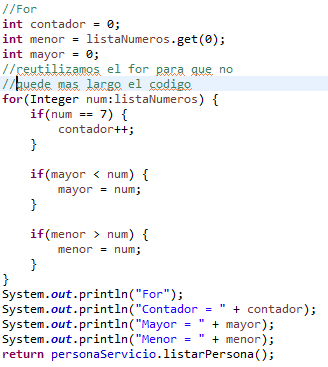 //For
int contador = 0;
int menor = listaNumeros.get(0);
int mayor = 0;
//reutilizamos el for para que no
//quede mas largo el codigo
for(Integer num:listaNumeros) {
    if(num == 7) {
        contador++;
    }

    if(mayor < num) {
        mayor = num;
    }

    if(menor > num) {
        menor = num;
    }
}
System.out.println("For");
System.out.println("Contador = " + contador);
System.out.println("Mayor = " + mayor);
System.out.println("Menor = " + menor);
return personaServicio.listarPersona();